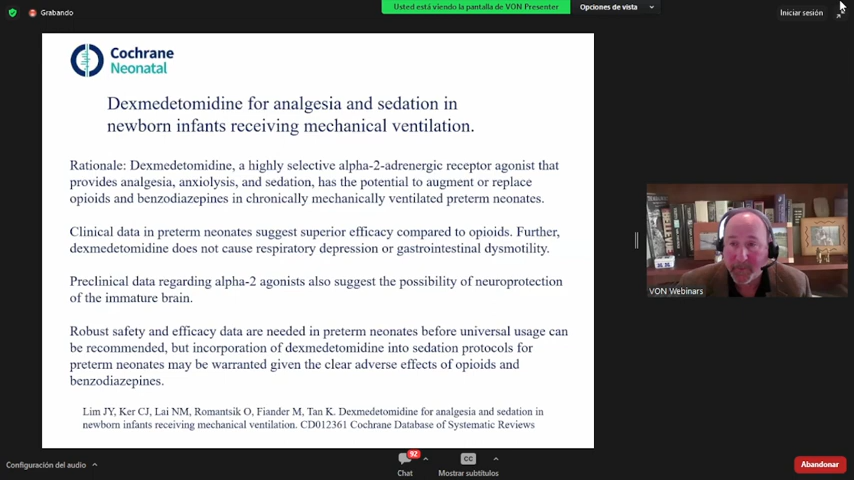 Grabando
Usted está viendo la pantalla de VON Presenter
Opciones de vista
Iniciar sesión
Cochrane
Neonatal
Dexmedetomidine for analgesia and sedation in
newborn infants receiving mechanical ventilation.
Rationale: Dexmedetomidine, a highly selective alpha-2-adrenergic receptor agonist that
provides analgesia, anxiolysis, and sedation, has the potential to augment or replace
opioids and benzodiazepines in chronically mechanically ventilated preterm neonates.
Clinical data in preterm neonates suggest superior efficacy compared to opioids. Further,
dexmedetomidine does not cause respiratory depression or gastrointestinal dysmotility.
Preclinical data regarding alpha-2 agonists also suggest the possibility of neuroprotection
of the immature brain.
Robust safety and efficacy data are needed in preterm neonates before universal usage can
be recommended, but incorporation of dexmedetomidine into sedation protocols for
preterm neonates may be warranted given the clear adverse effects of opioids and
benzodiazepines.
Lim JY, Ker CJ, Lai NM, Romantsik O, Fiander M, Tan K. Dexmedetomidine for analgesia and sedation in
newborn infants receiving mechanical ventilation. CD012361 Cochrane Database of Systematic Reviews
VON Webinars
Configuración del audio
92
Chat
CC
Mostrar subtítulos
Abandonar